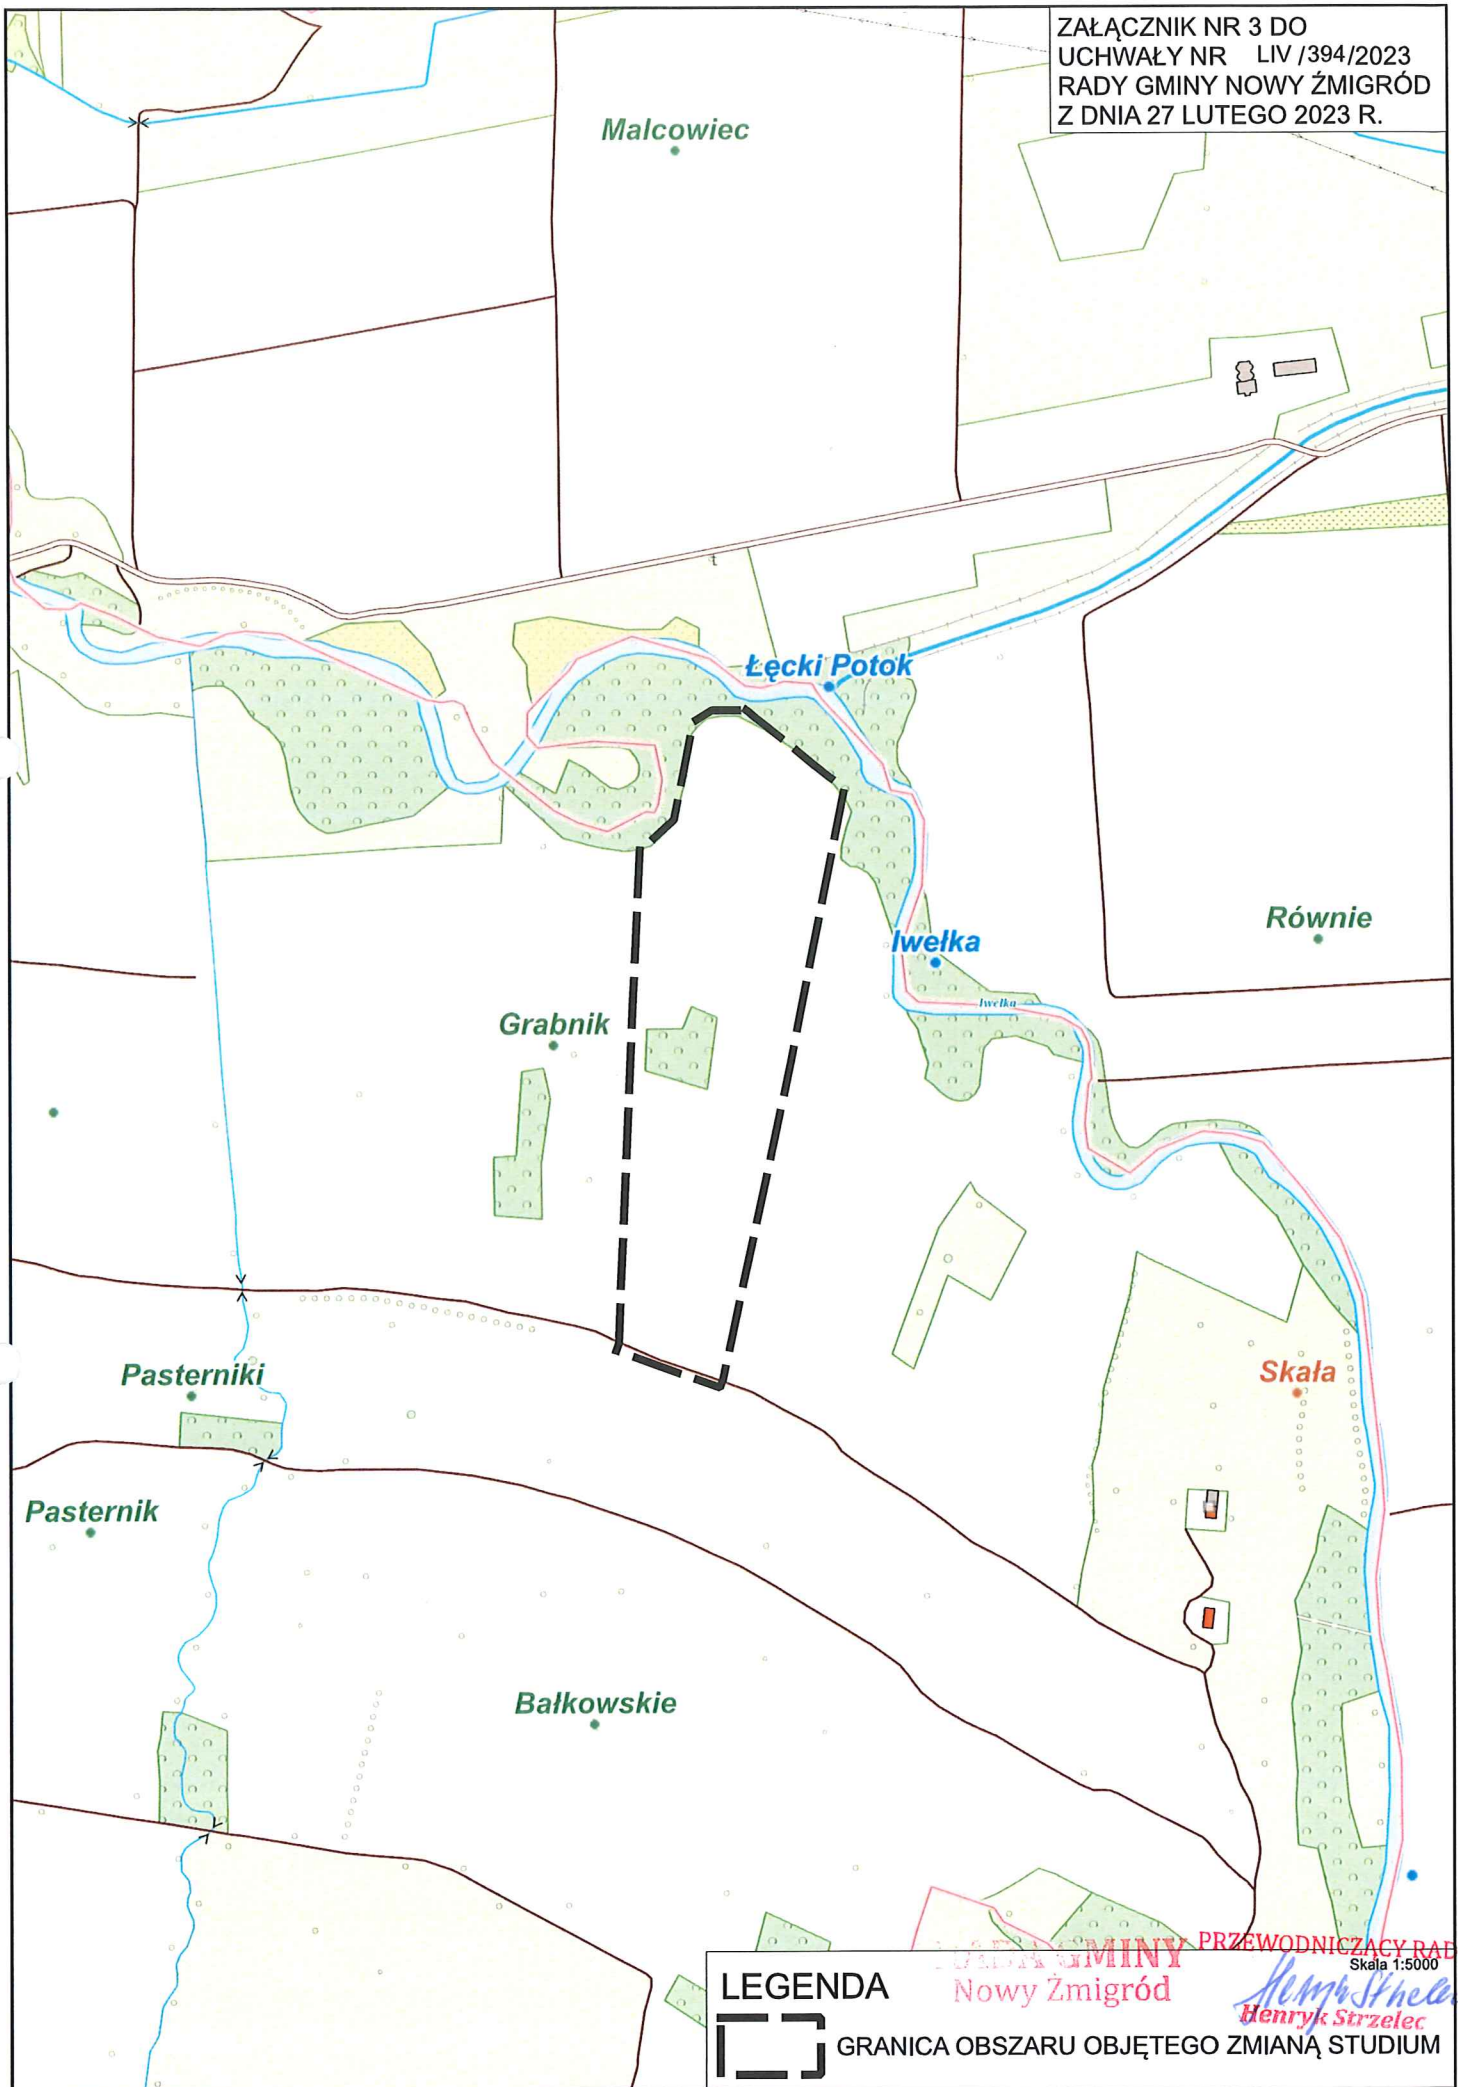 ZAŁĄCZNIK NR 3 DO
UCHWAŁY NR LIV /394/2023
RADY GMINY NOWY ŻMIGRÓD
Z DNIA 27 LUTEGO 2023 R.
Malcowiec
Łęcki Potok
Iwełka
Równie
Iwełka
Grabnik
Pasterniki
Skała
Pasternik
Bałkowskie
GMINY
Nowy Żmigród
PRZEWODNICZĄCY RAD
Skala 1:5000
Henryk Strzelec
LEGENDA
GRANICA OBSZARU OBJĘTEGO ZMIANĄ STUDIUM